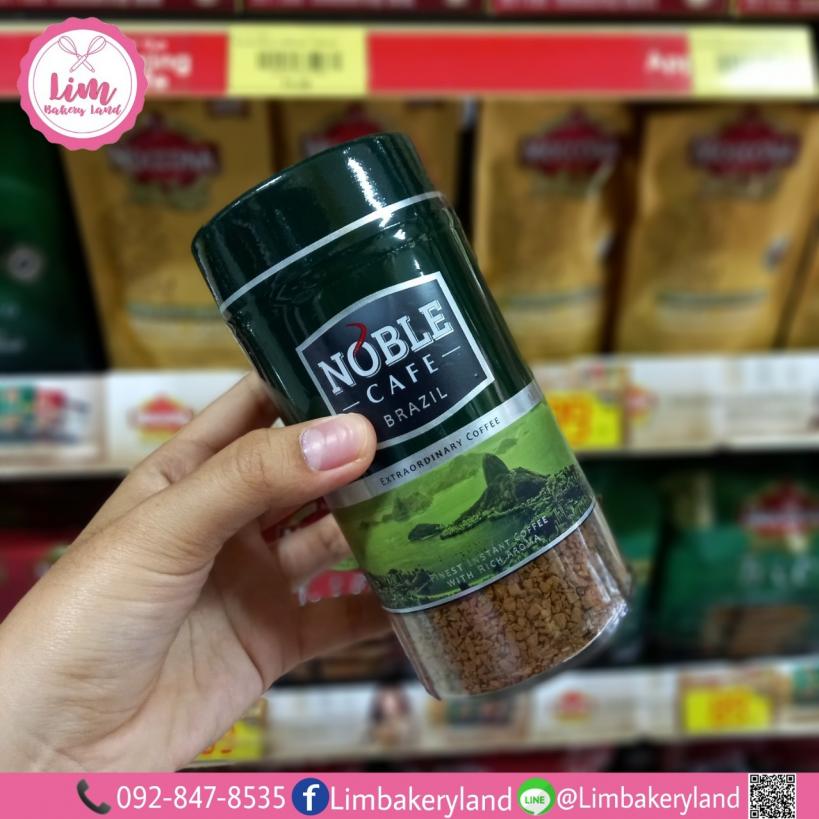 Lim
Bakery Land
NOBLE
CAFE
BRAZIL
EXTRAORDINARY COFFEE
FINEST INSTANT COFFEE
WITH RICH AROMA
092-847-8535 Limbakeryland LINE @Limbakeryland